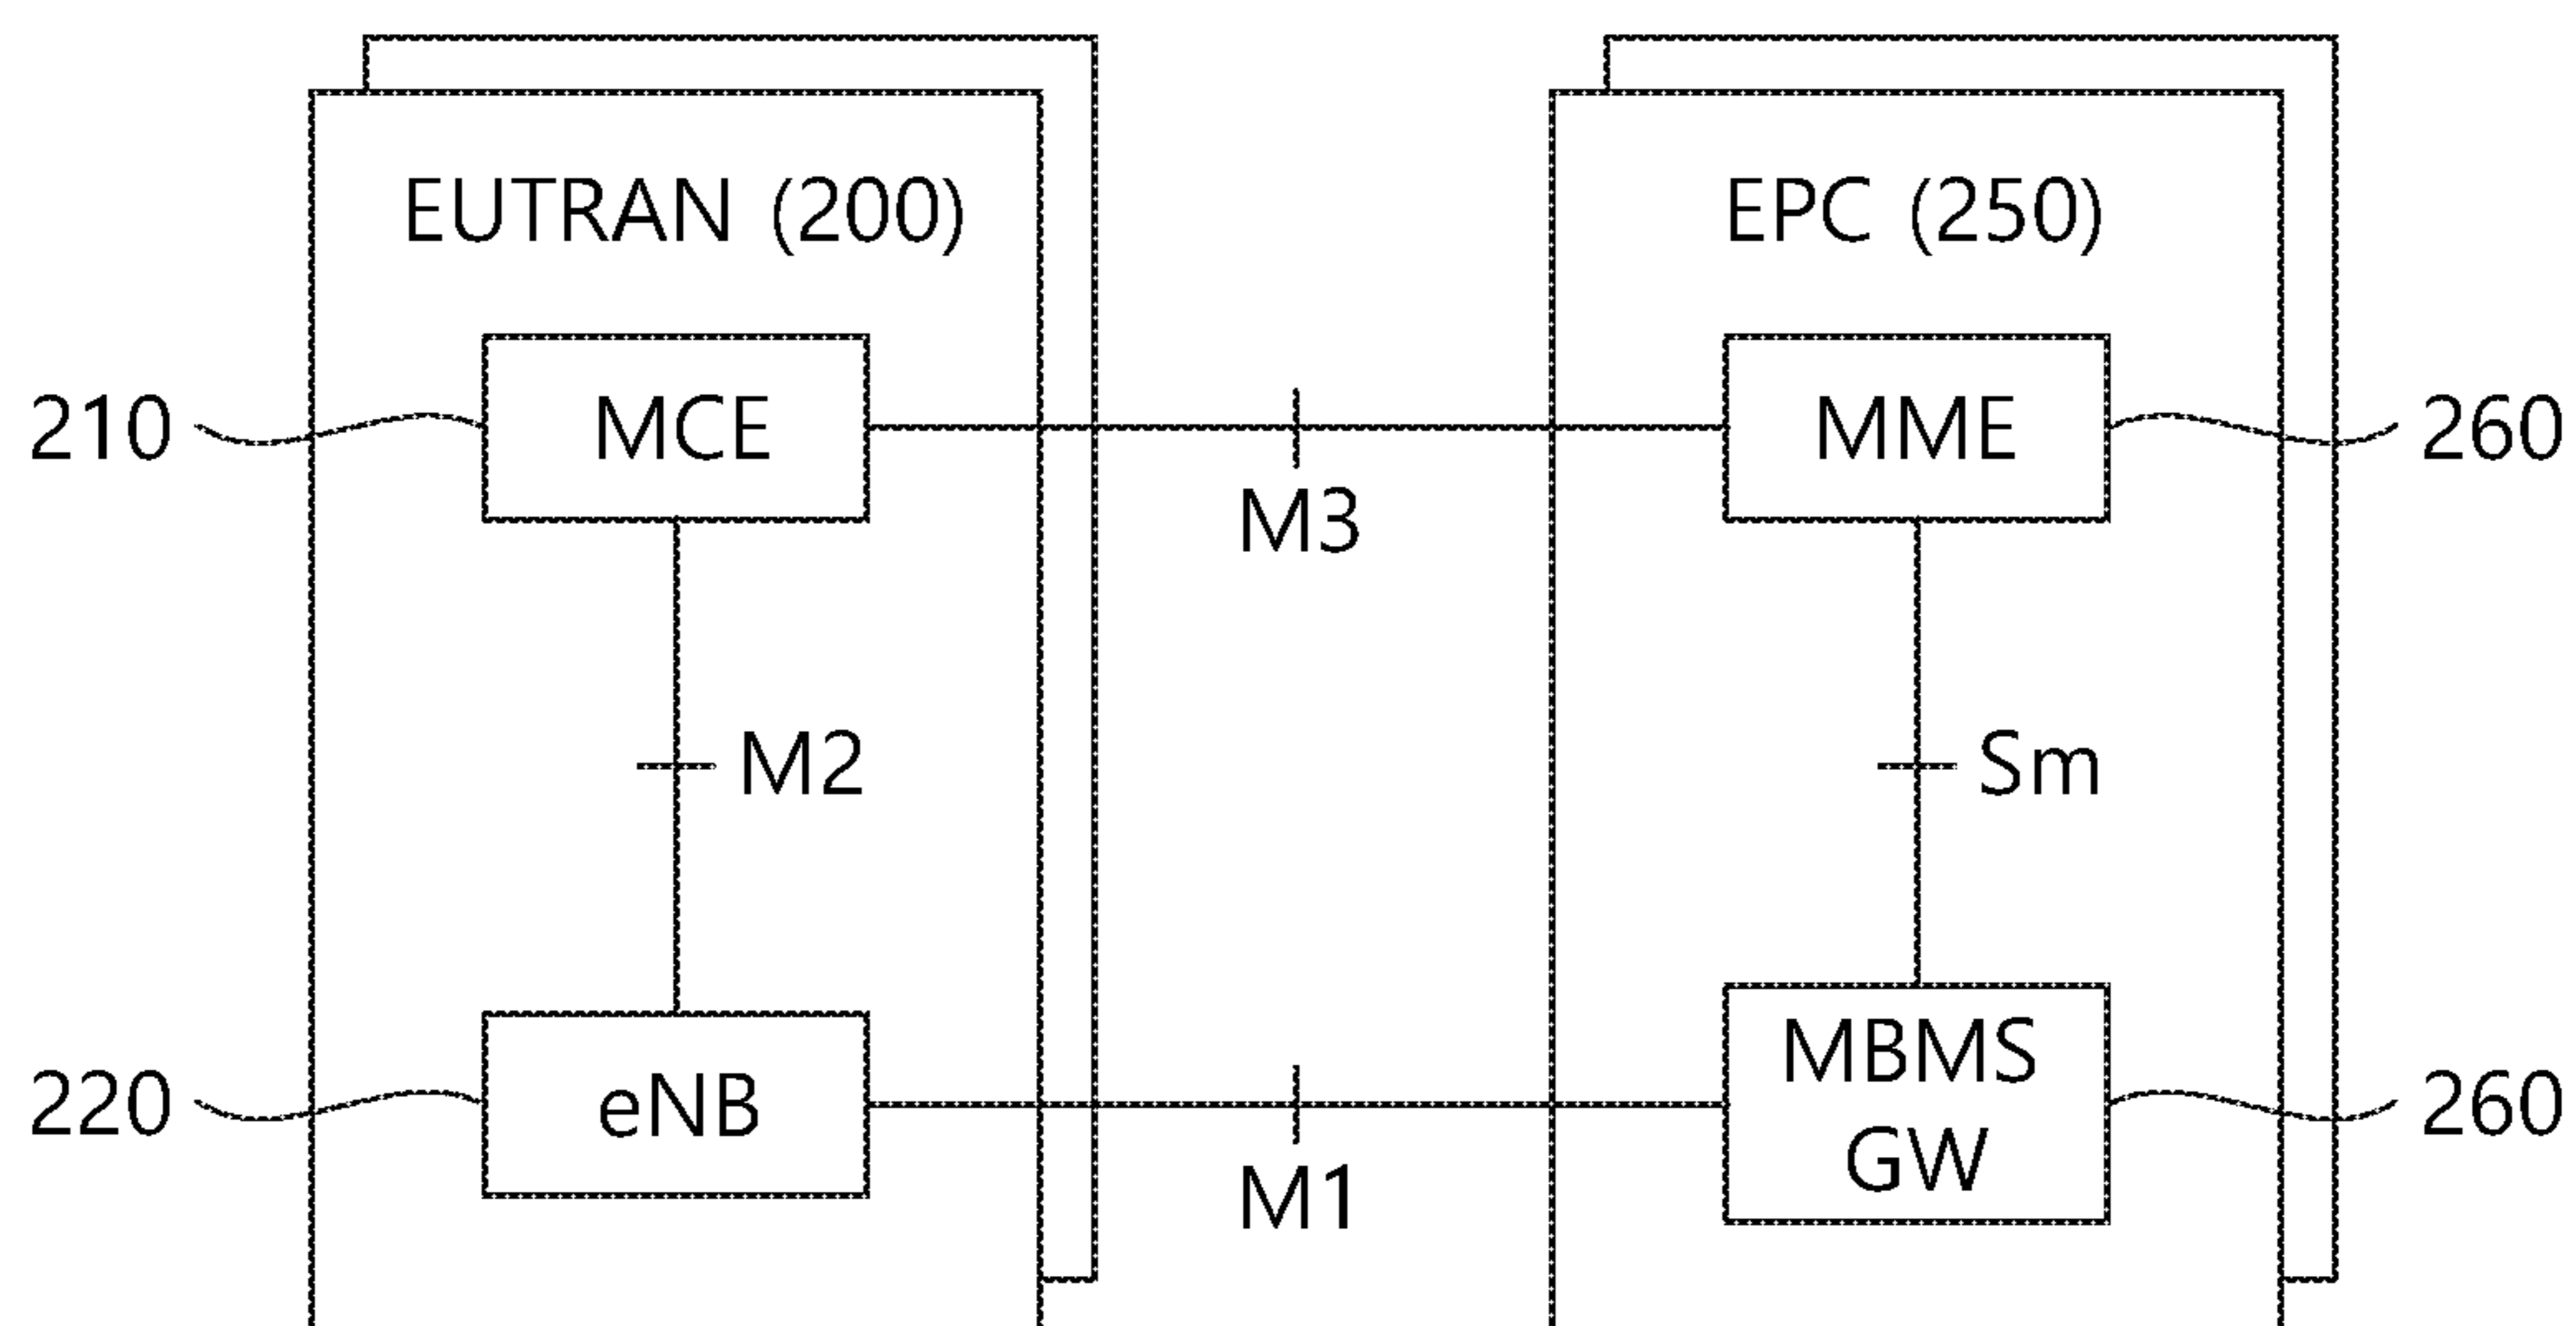 EUTRAN (200)
EPC (250)
210
MCE
MME
260
M3
M2
Sm
220
eNB
MBMS
GW
260
M1